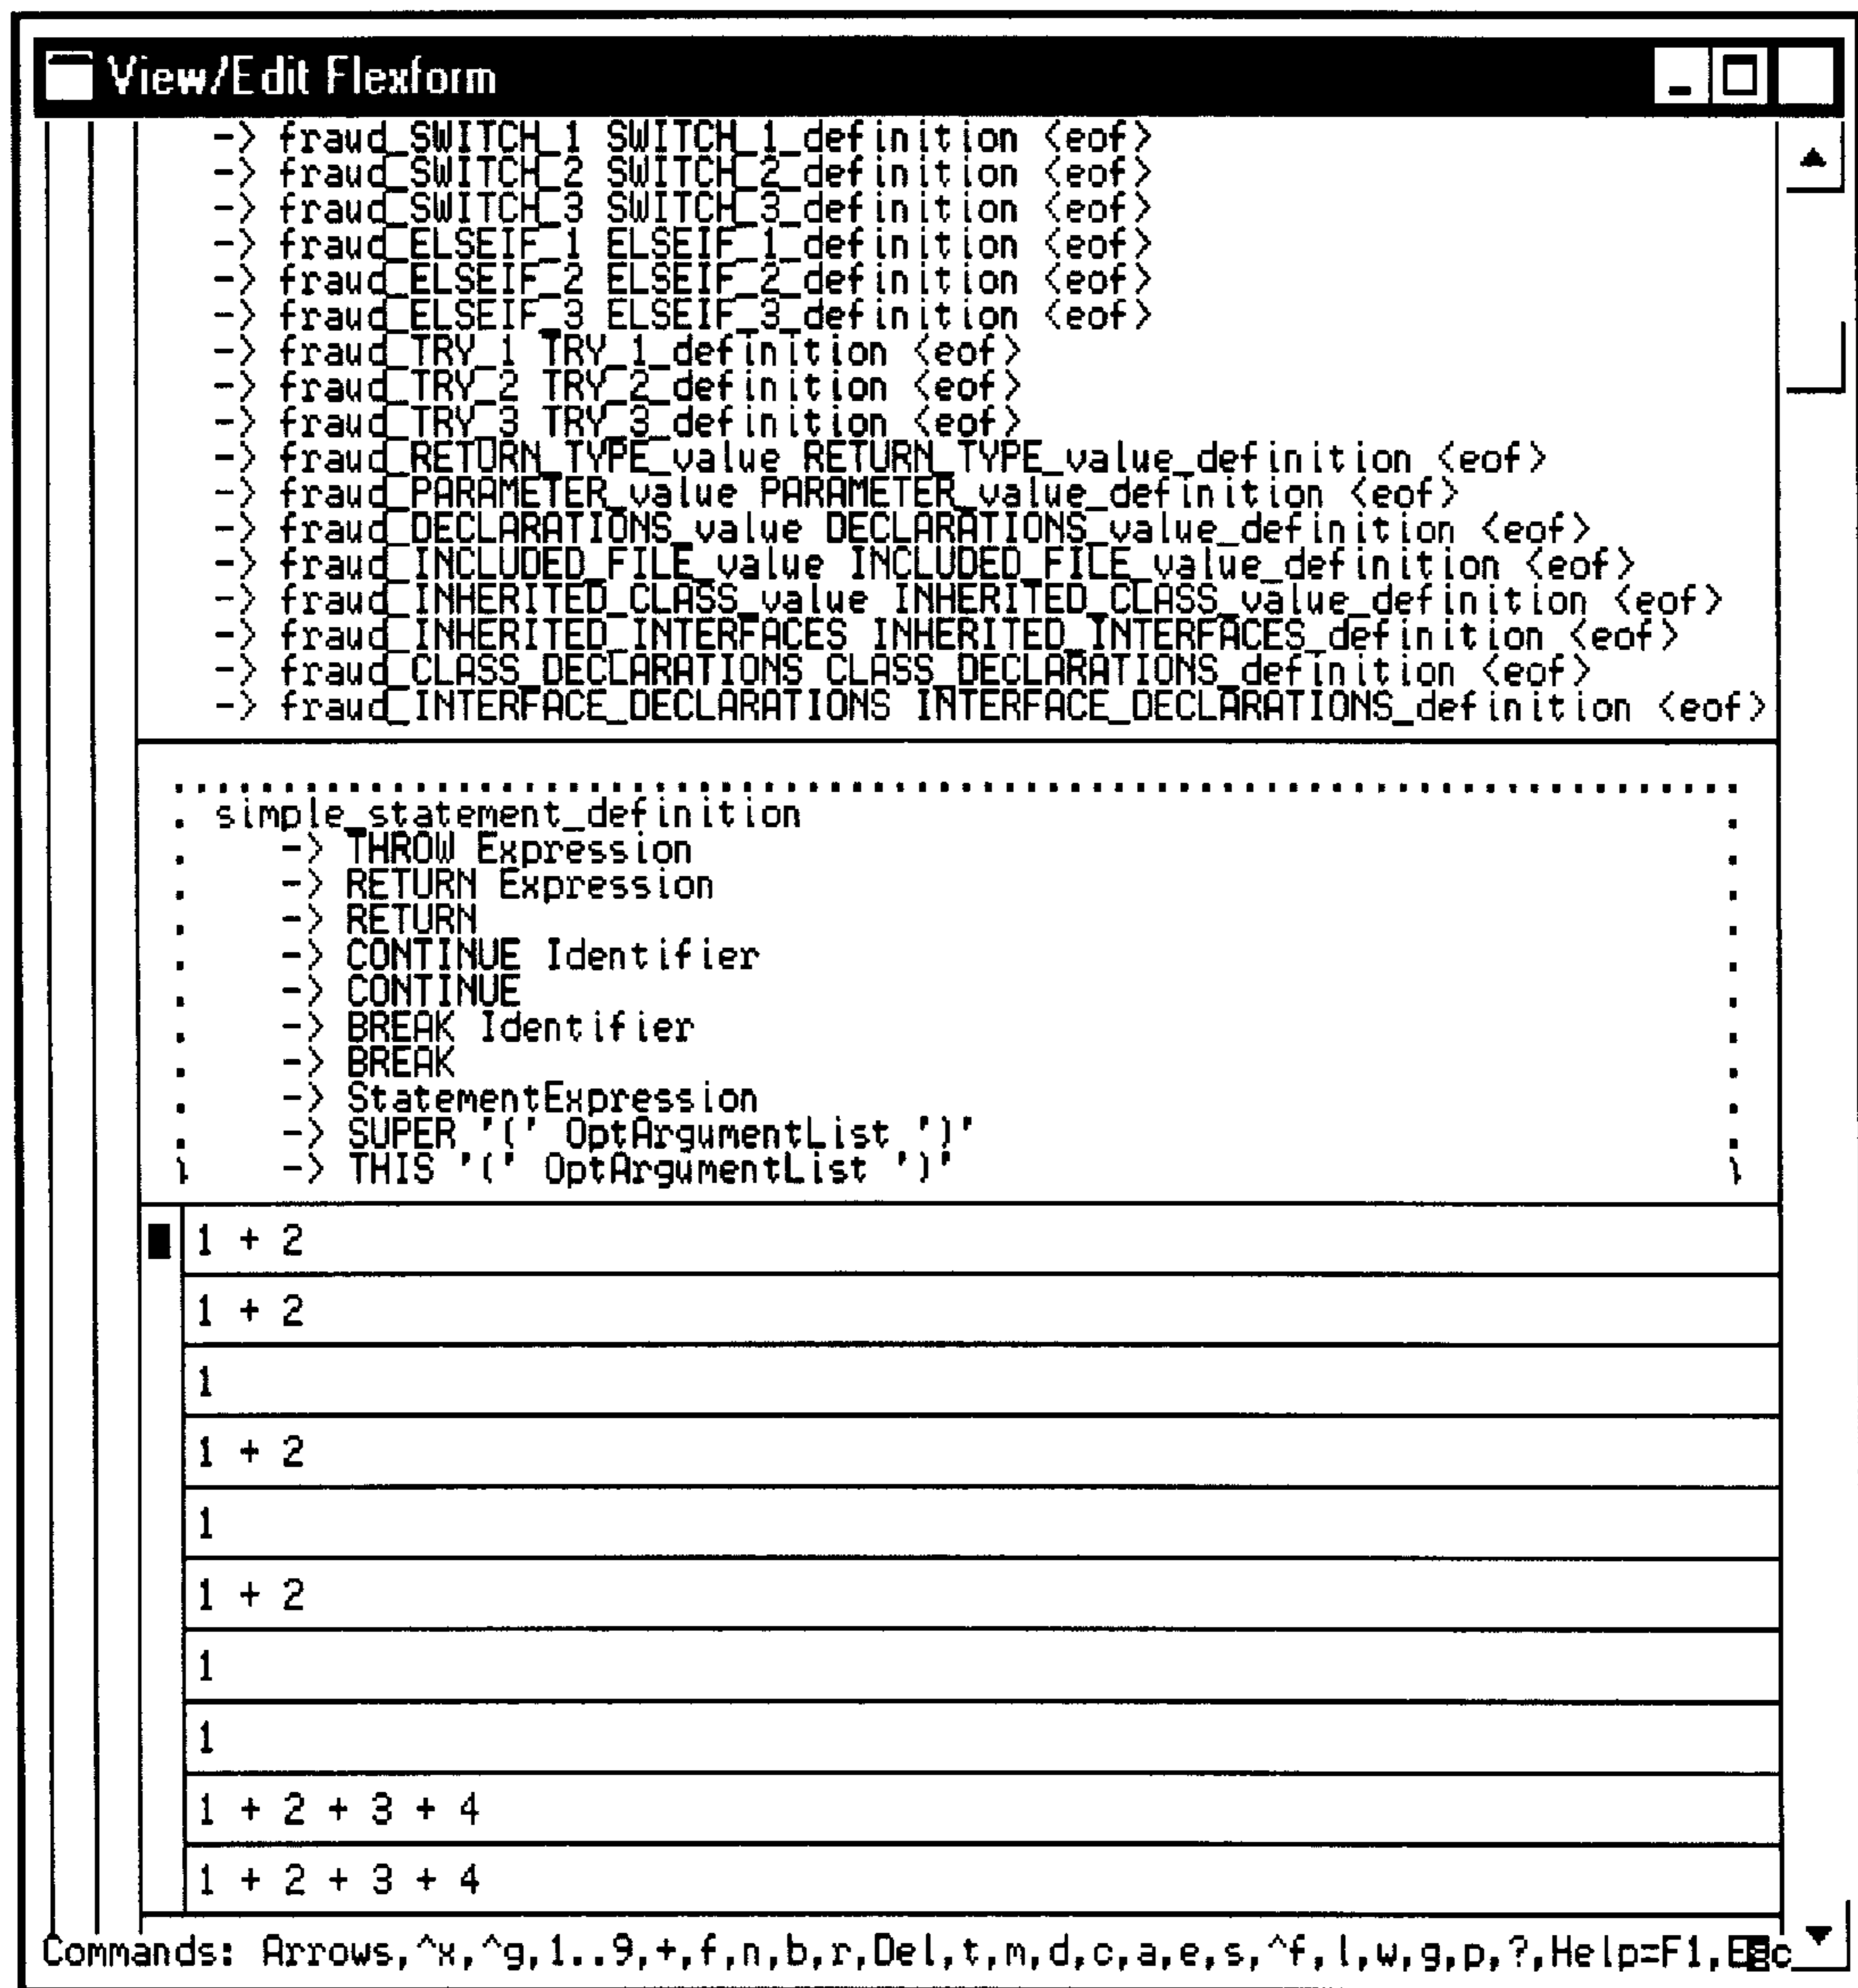 View/Edit Flexform
-> fraud_SWITCH_1 SWITCH_1_definition <eof>
-> fraud_SWITCH_2 SWITCH_2_definition <eof>
-> fraud_SWITCH_3 SWITCH_3_definition <eof>
-> fraud_ELSEIF_1 ELSEIF_1_definition <eof>
-> fraud_ELSEIF_2 ELSEIF_2_definition <eof>
-> fraud_ELSEIF_3 ELSEIF_3_definition <eof>
-> fraud_TRY_1 TRY_1_definition <eof>
-> fraud_TRY_2 TRY_2_definition <eof>
-> fraud_TRY_3 TRY_3_definition <eof>
-> fraud_RETURN_TYPE_value RETURN_TYPE_value_definition <eof>
-> fraud_PARAMETER_value PARAMETER_value_definition <eof>
-> fraud_DECLARATIONS_value DECLARATIONS_value_definition <eof>
-> fraud_INCLUDED_FILE_value INCLUDED_FILE_value_definition <eof>
-> fraud_INHERITED_CLASS_value INHERITED_CLASS_value_definition <eof>
-> fraud_INHERITED_INTERFACES INHERITED_INTERFACES_definition <eof>
-> fraud_CLASS_DECLARATIONS CLASS_DECLARATIONS_definition <eof>
-> fraud_INTERFACE_DECLARATIONS INTERFACE_DECLARATIONS_definition <eof>
simple_statement_definition
-> THROW Expression
-> RETURN Expression
-> RETURN
-> CONTINUE Identifier
-> CONTINUE
-> BREAK Identifier
-> BREAK
-> StatementExpression
-> SUPER '(' OptArgumentList ')'
-> THIS '(' OptArgumentList ')'
1 + 2
1 + 2
1
1 + 2
1
1 + 2
1
1
1 + 2 + 3 + 4
1 + 2 + 3 + 4
Commands: Arrows,^x,^g,1..9,+,f,n,b,r,Del,t,m,d,c,a,e,s,^f,l,w,g,p,?,Help=F1,Esc